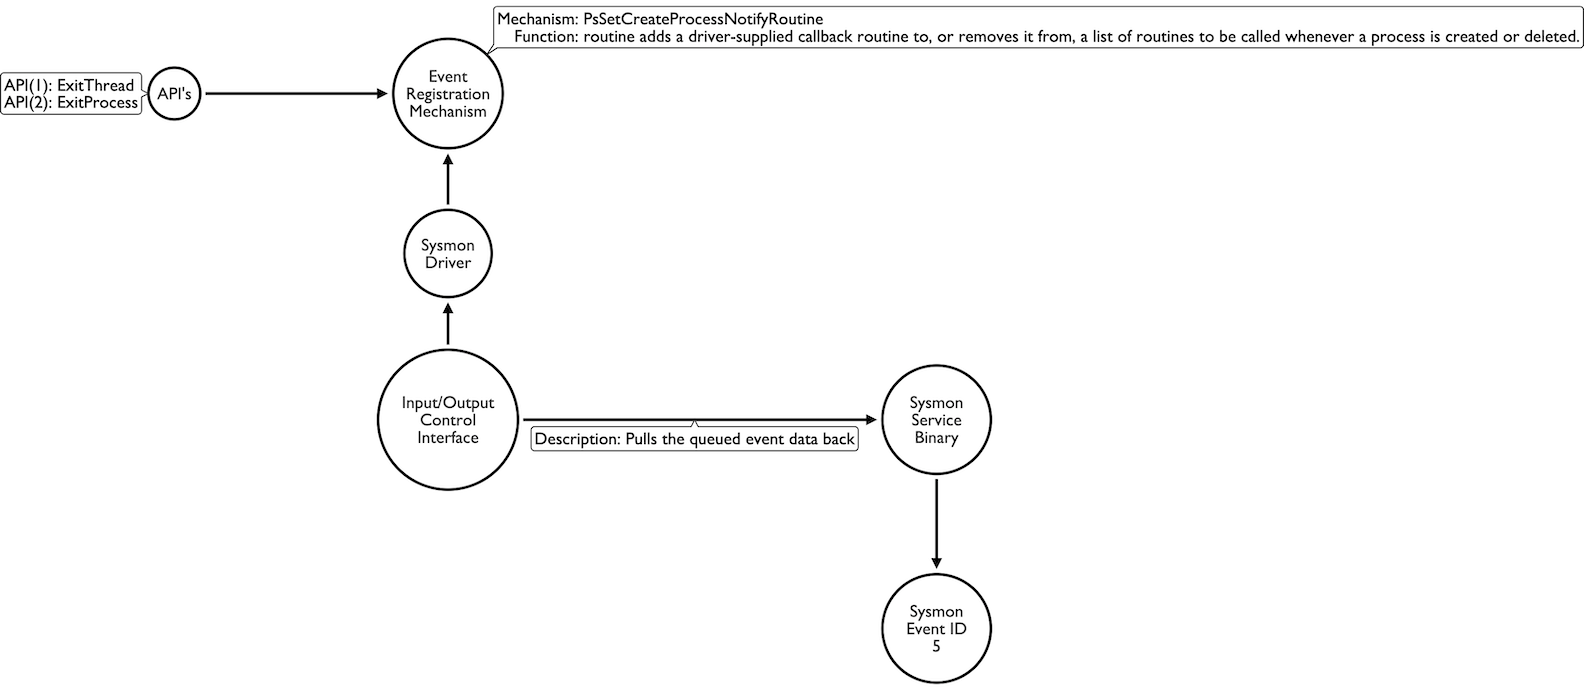 Mechanism: PsSetCreateProcessNotifyRoutine
Function: routine adds a driver-supplied callback routine to, or removes it from, a list of routines to be called whenever a process is created or deleted.
API(1): ExitThread
API(2): ExitProcess
API's
Event
Registration
Mechanism
Sysmon
Driver
Input/Output
Control
Interface
Description: Pulls the queued event data back
Sysmon
Service
Binary
Sysmon
Event ID
5